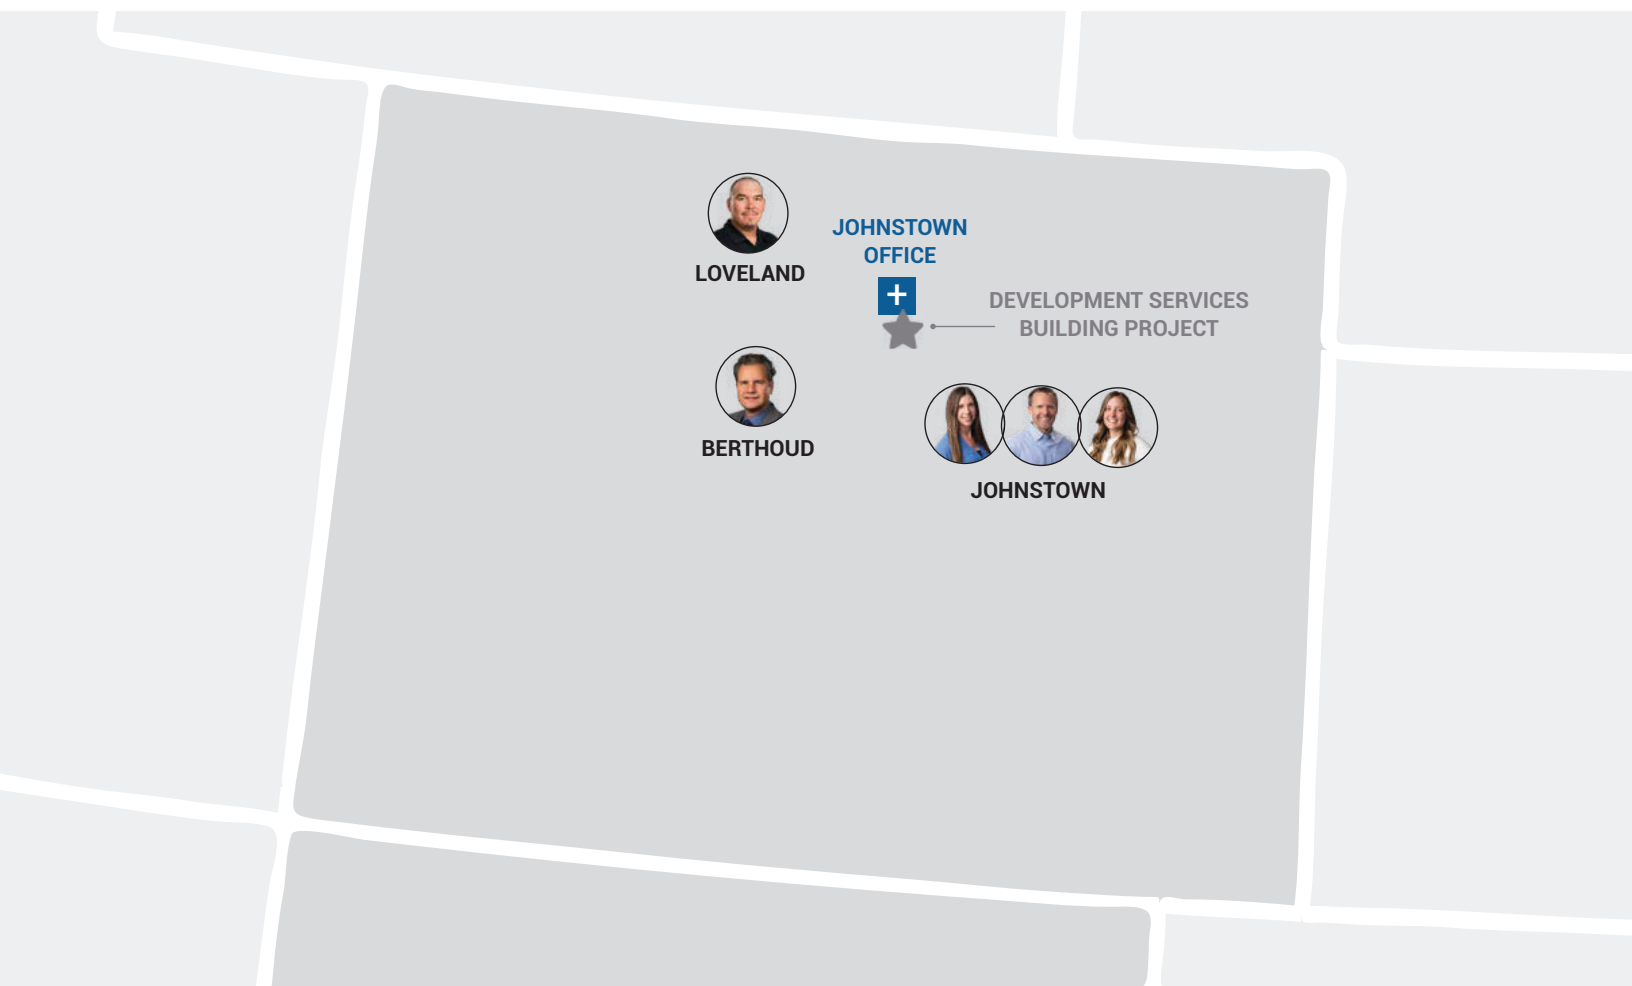 LOVELAND
JOHNSTOWN
OFFICE
DEVELOPMENT SERVICES
BUILDING PROJECT
BERTHOUD
JOHNSTOWN